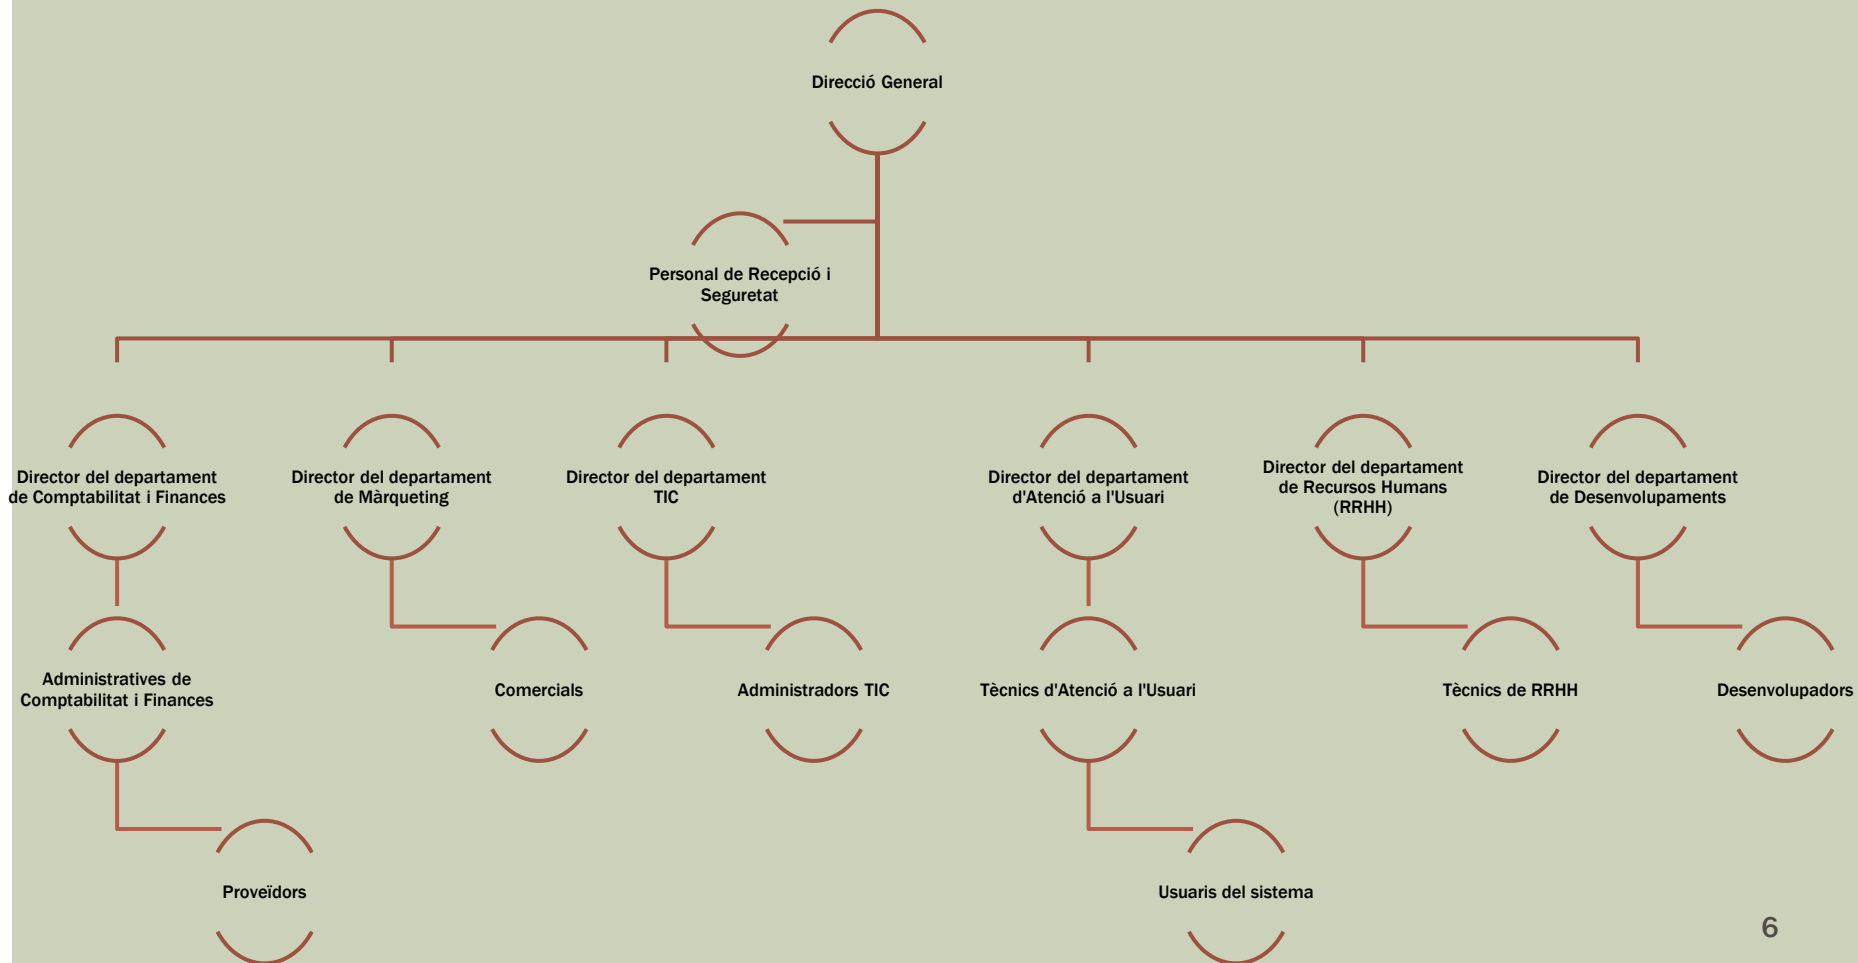 Direcció General
Personal de Recepció i
Seguretat
Director del departament
de Comptabilitat i Finances
Director del departament
de Màrqueting
Director del departament
TIC
Director del departament
d'Atenció a l'Usuari
Director del departament
de Recursos Humans
(RRHH)
Director del departament
de Desenvolupaments
Administratives de
Comptabilitat i Finances
Comercials
Administradors TIC
Tècnics d'Atenció a l'Usuari
Tècnics de RRHH
Desenvolupadors
Proveïdors
Usuaris del sistema
6